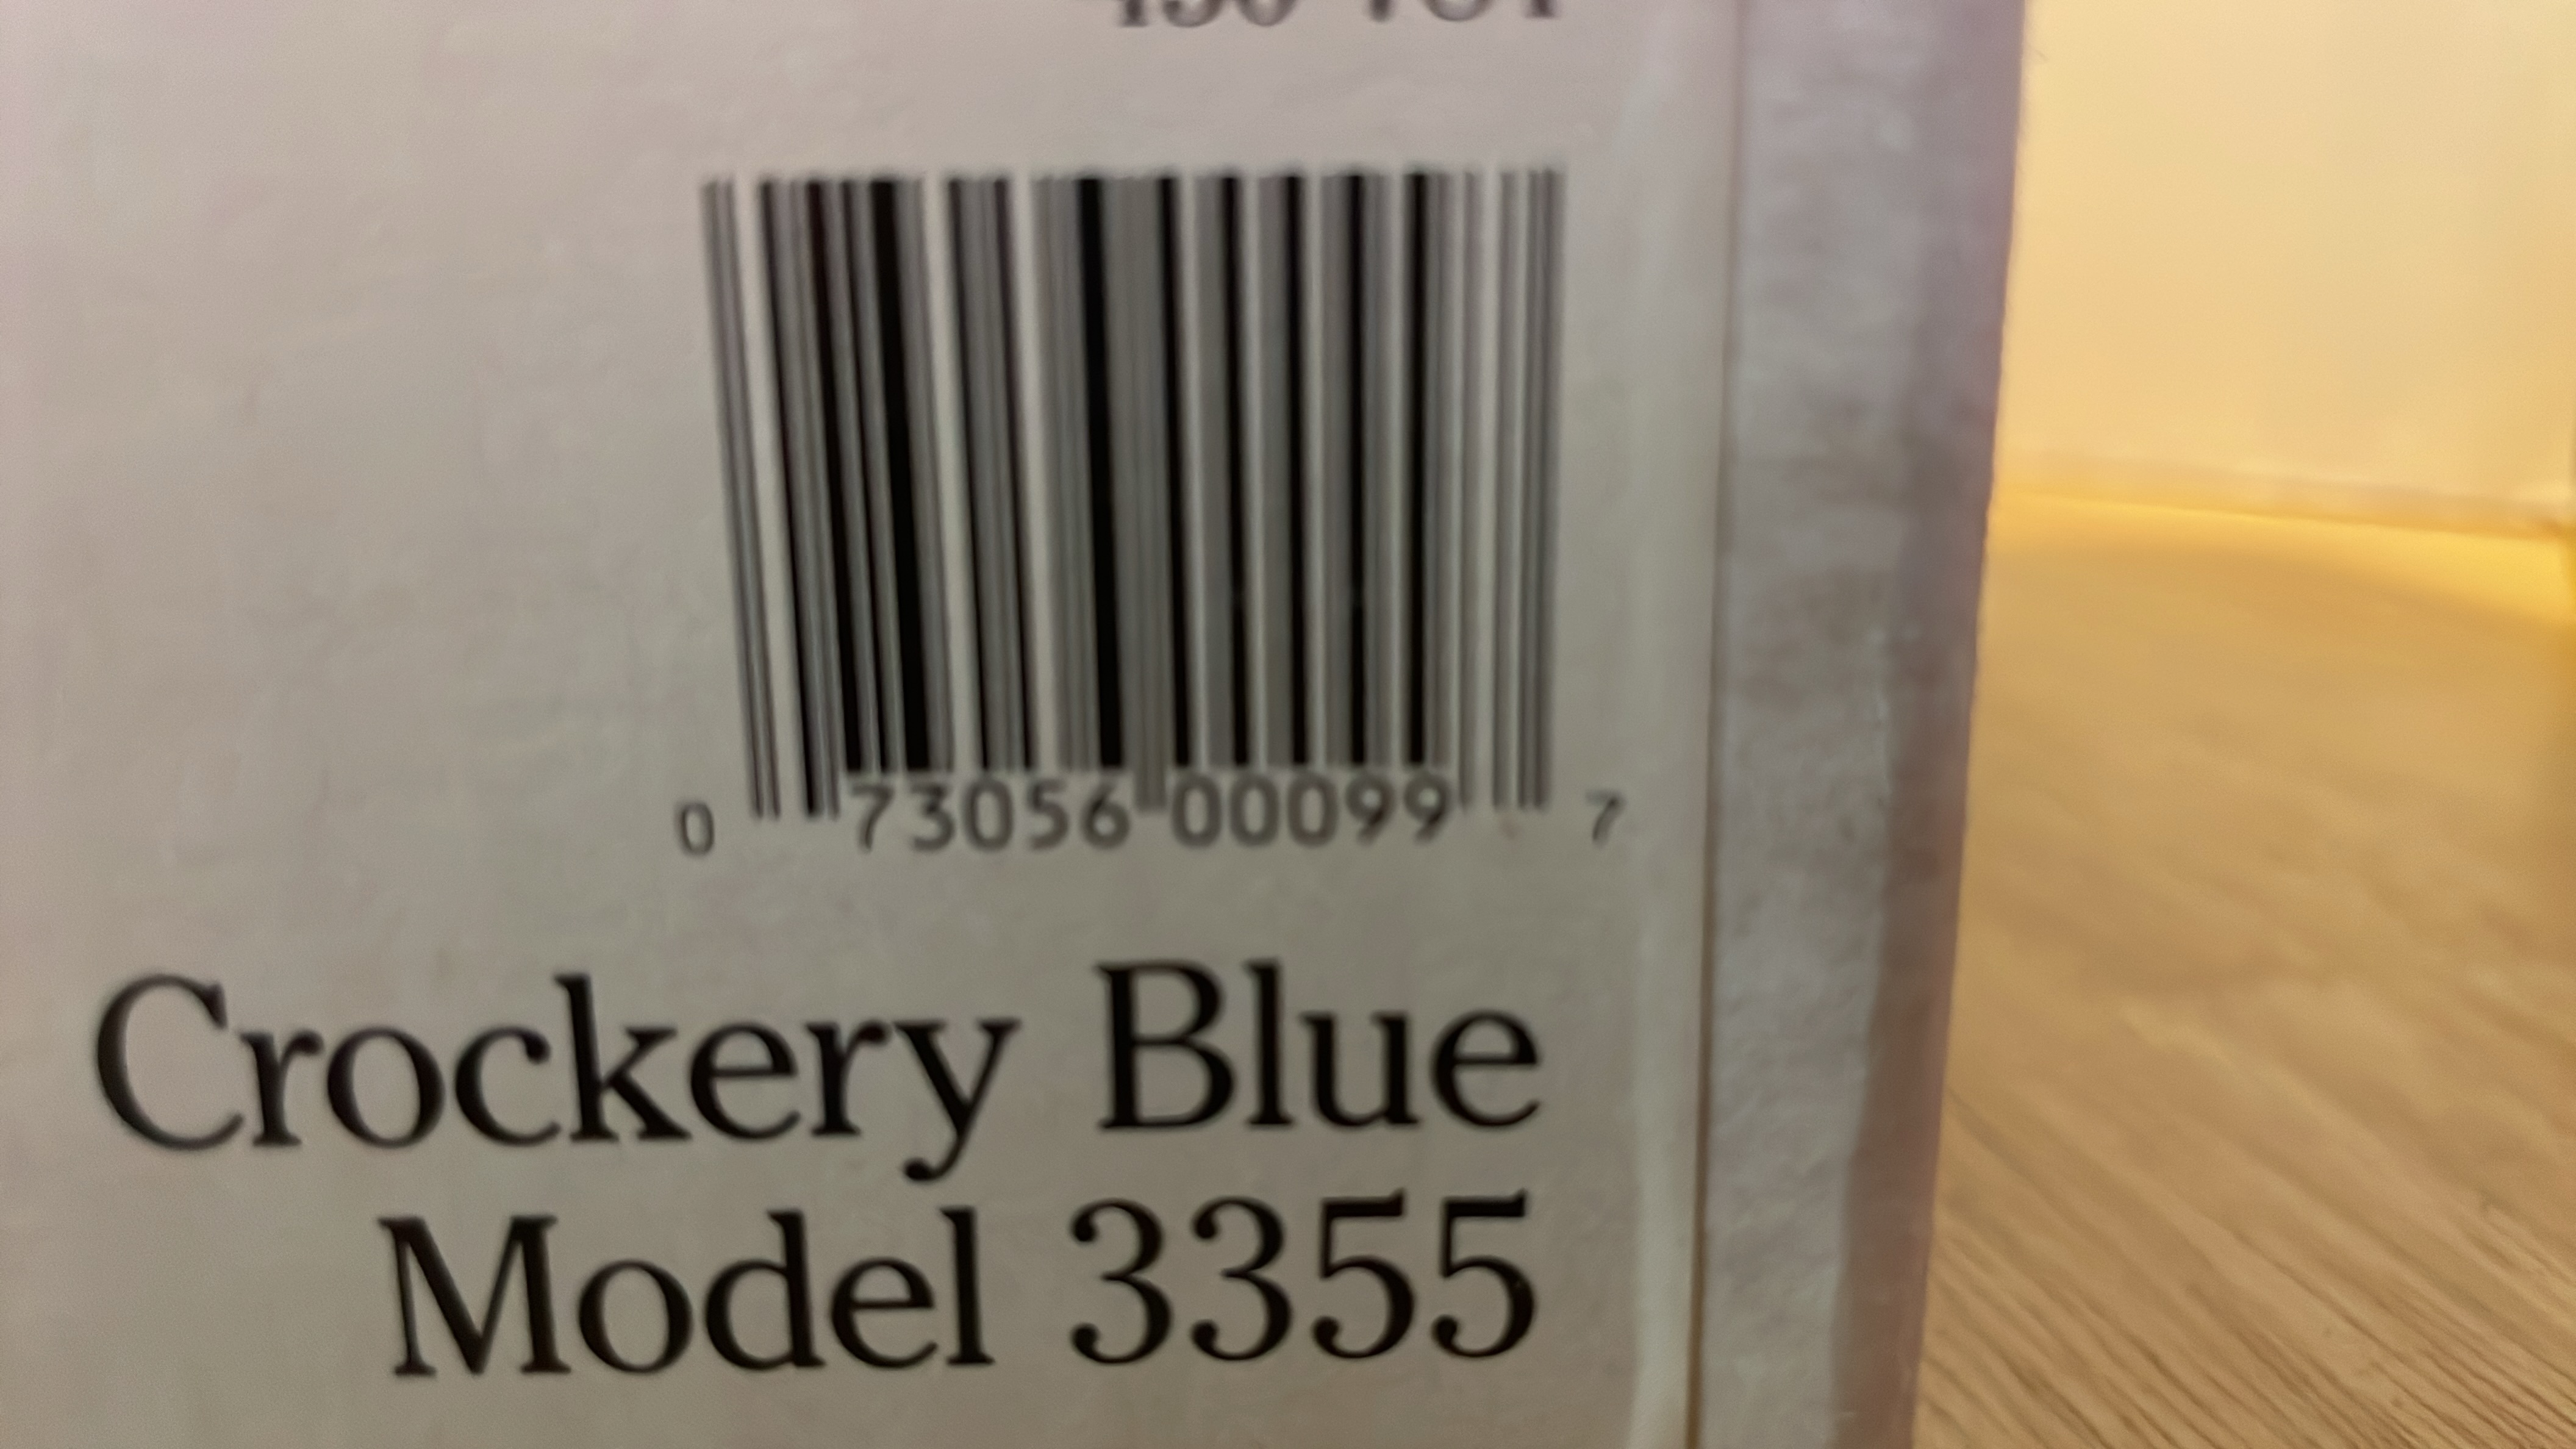 0 73056 00099 7
Crockery Blue
Model 3355